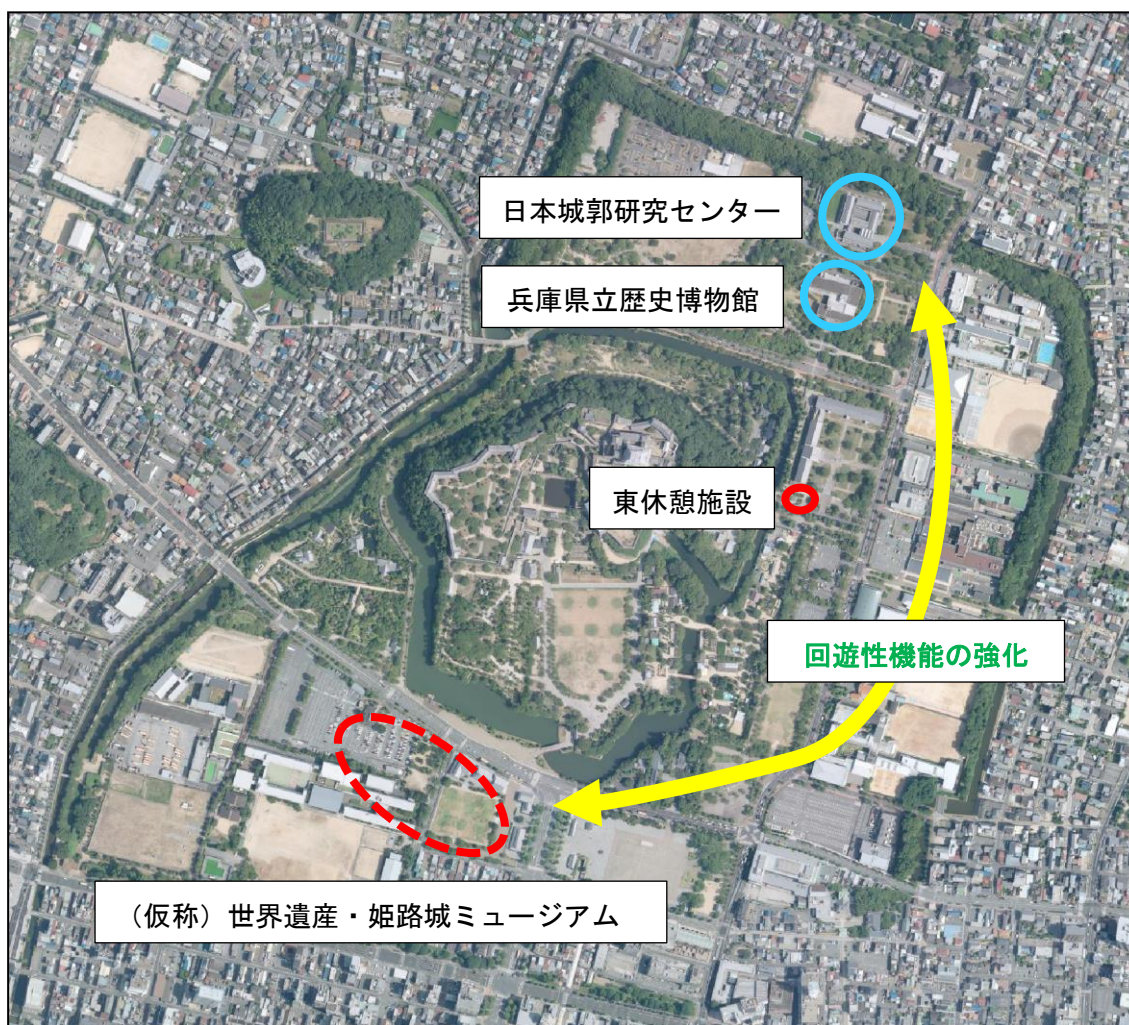 日本城郭研究センター
兵庫県立歴史博物館
東休憩施設
回遊性機能の強化
（仮称）世界遺産・姫路城ミュージアム